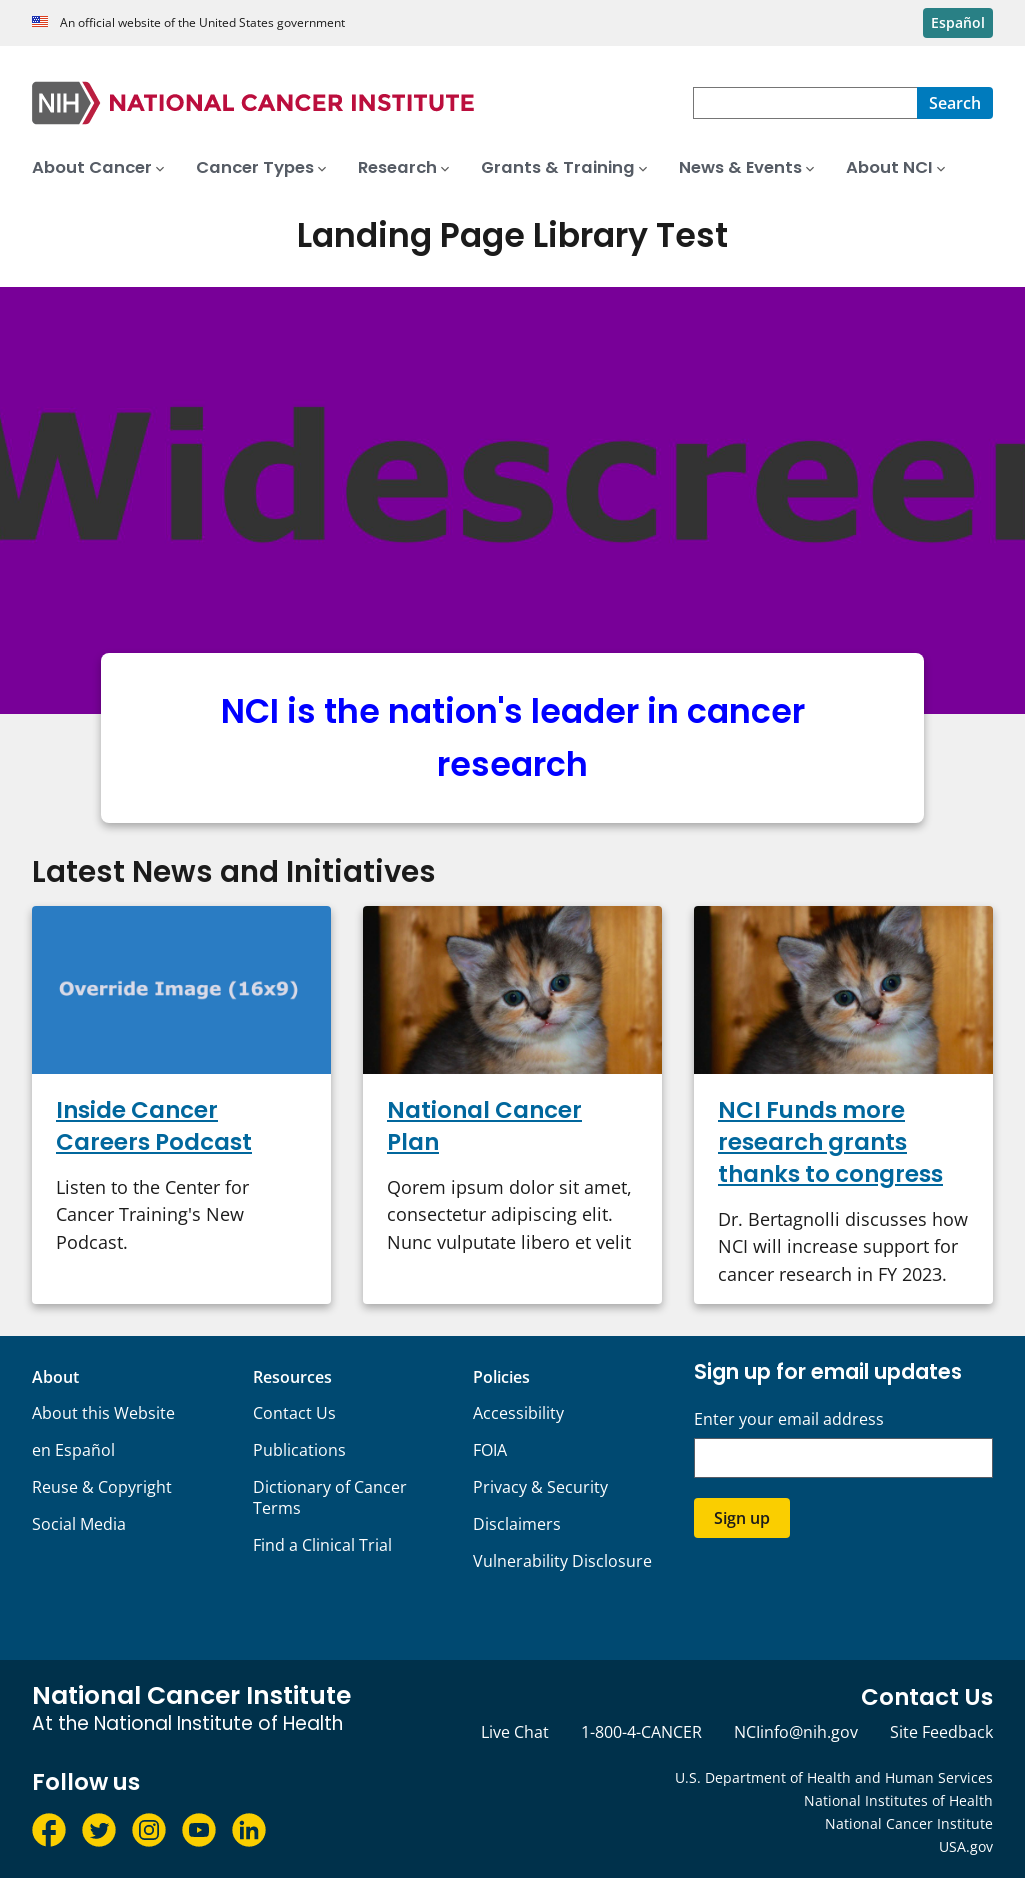 An official website of the United States government
Español
NIH NATIONAL CANCER INSTITUTE
Search
About Cancer Cancer Types Research Grants & Training News & Events About NCI
Landing Page Library Test
Widescreen
NCI is the nation's leader in cancer
research
Latest News and Initiatives
Override Image (16x9)
Inside Cancer
Careers Podcast
Listen to the Center for
Cancer Training's New
Podcast.
National Cancer
Plan
Qorem ipsum dolor sit amet,
consectetur adipiscing elit.
Nunc vulputate libero et velit
NCI Funds more
research grants
thanks to congress
Dr. Bertagnolli discusses how
NCI will increase support for
cancer research in FY 2023.
About
About this Website
en Español
Reuse & Copyright
Social Media
Resources
Contact Us
Publications
Dictionary of Cancer
Terms
Find a Clinical Trial
Policies
Accessibility
FOIA
Privacy & Security
Disclaimers
Vulnerability Disclosure
Sign up for email updates
Enter your email address
Sign up
National Cancer Institute
At the National Institute of Health
Follow us
Contact Us
Live Chat 1-800-4-CANCER NCIinfo@nih.gov Site Feedback
U.S. Department of Health and Human Services
National Institutes of Health
National Cancer Institute
USA.gov